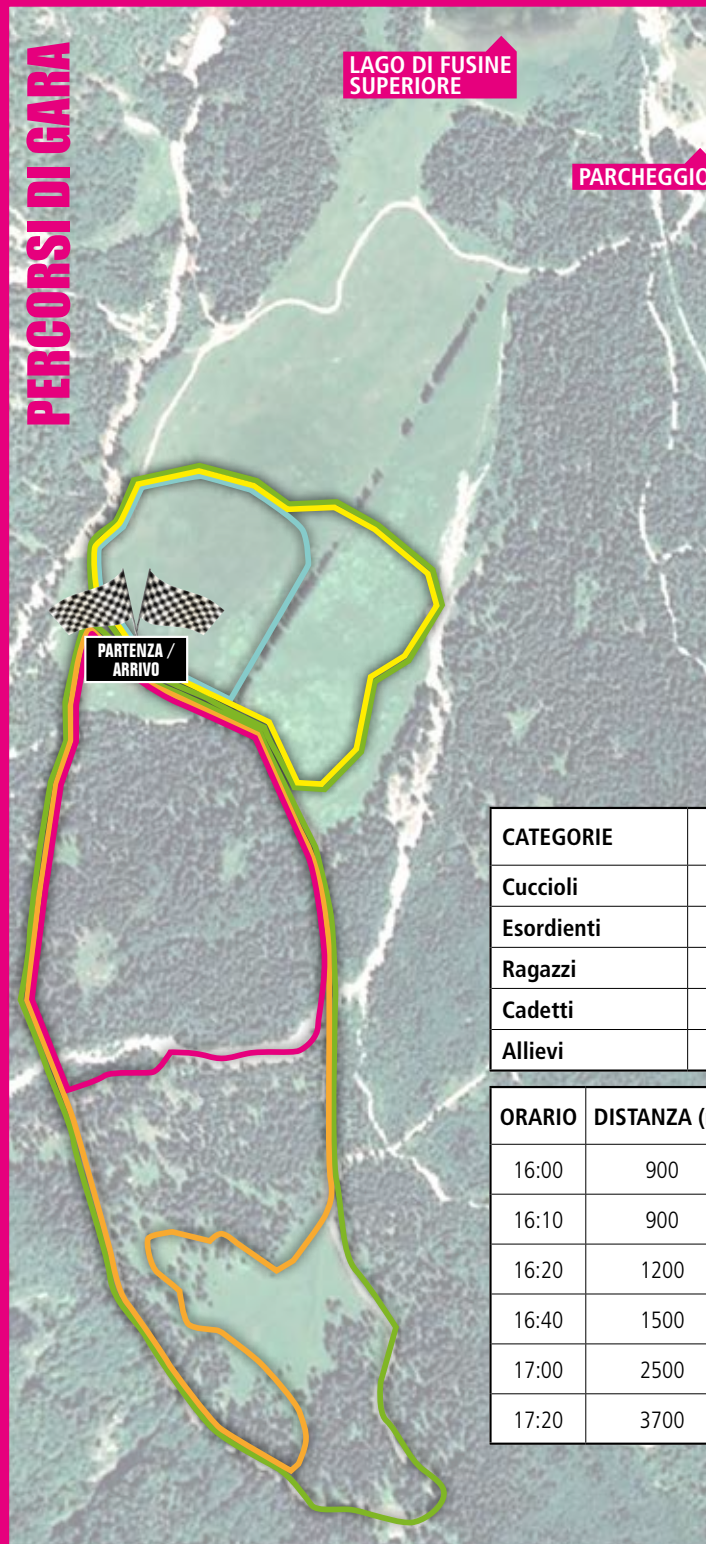 PERCORSI DI GARA
LAGO DI FUSINE
SUPERIORE
PARCHEGGIO
PARTENZA /
ARRIVO
CATEGORIE
Cuccioli
Esordienti
Ragazzi
Cadetti
Allievi
ORARIO DISTANZA (
16:00 900
16:10 900
16:20 1200
16:40 1500
17:00 2500
17:20 3700